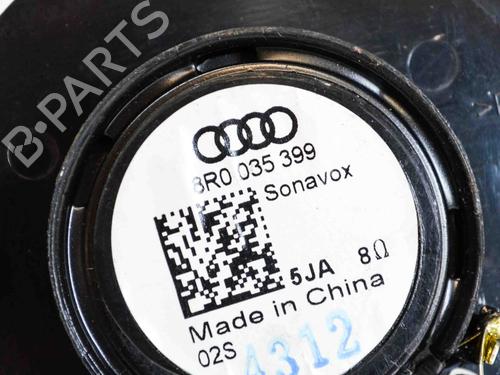 B-PARTS
8R0 035 399
Sonavox
5JA 8Ω
Made in China
02S
4312